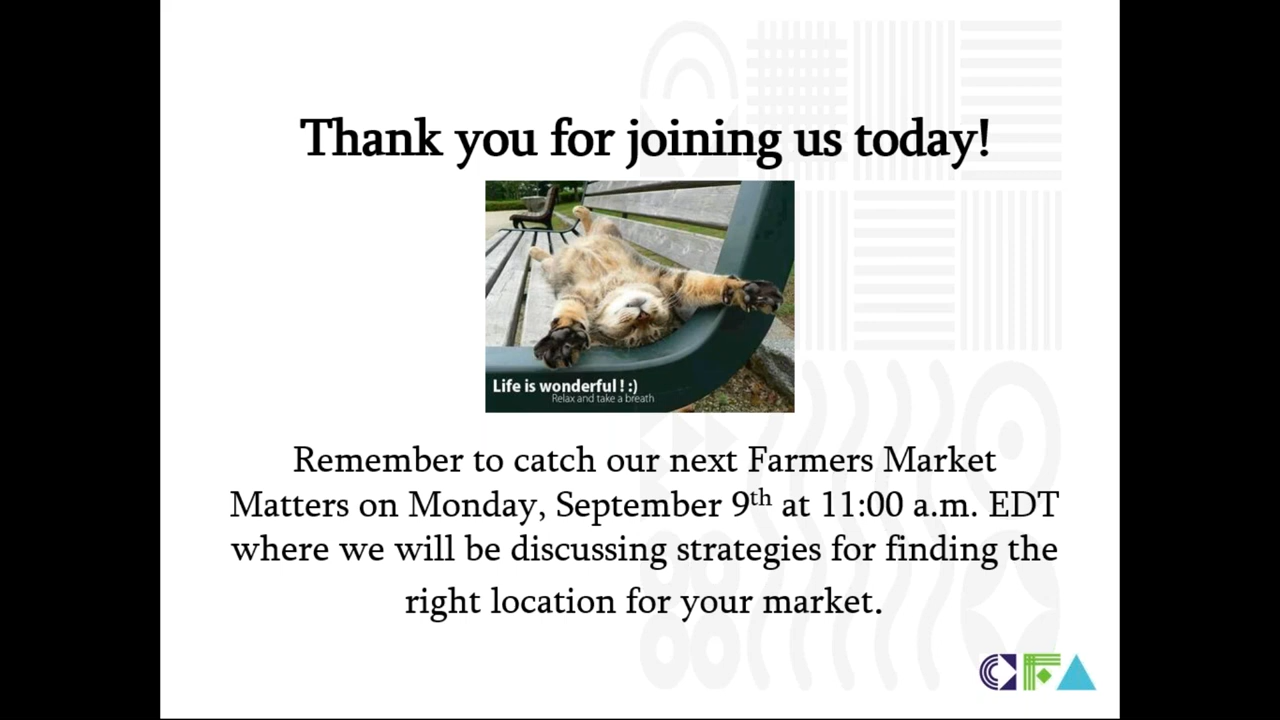 Thank you for joining us today!
Life is wonderful ! :)
Relax and take a breath
Remember to catch our next Farmers Market
Matters on Monday, September 9th at 11:00 a.m. EDT
where we will be discussing strategies for finding the
right location for your market.
CFA